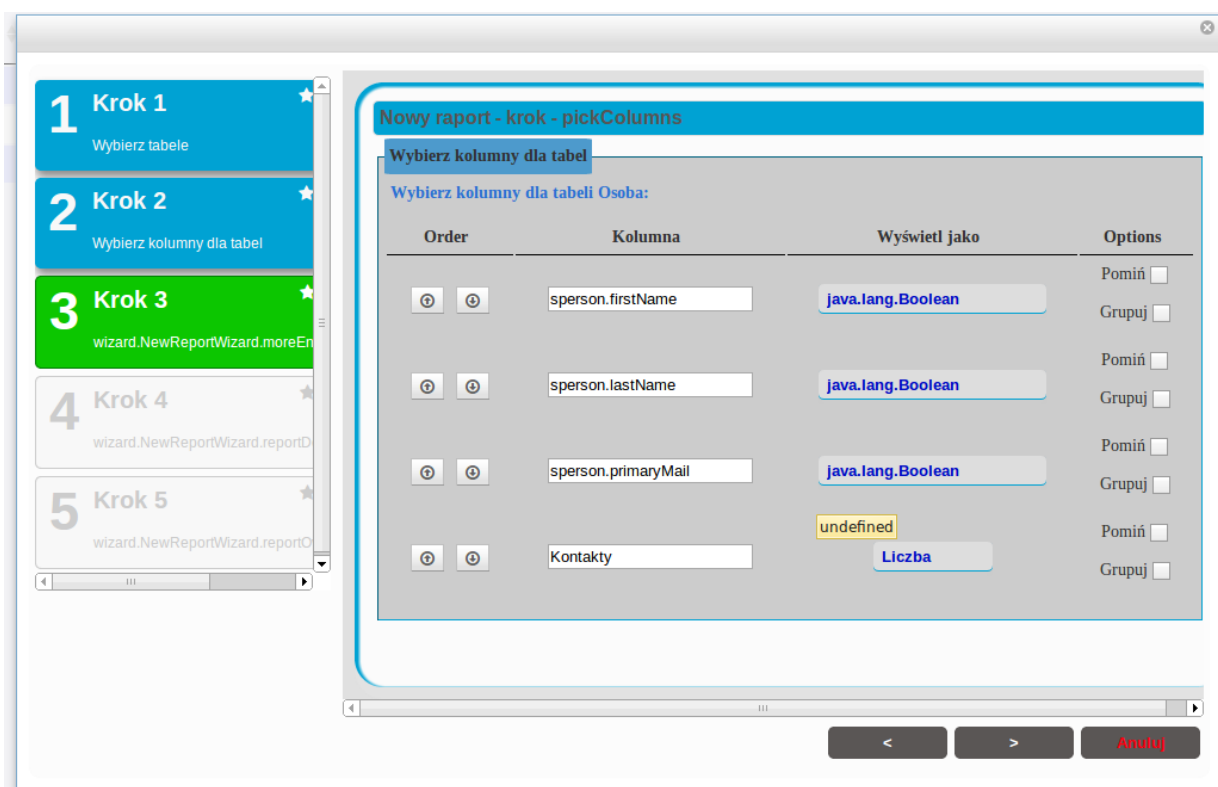 1 Krok 1
Wybierz tabele
2 Krok 2
Wybierz kolumny dla tabel
3 Krok 3
wizard.NewReportWizard.moreEn
4 Krok 4
wizard.NewReportWizard.reportD
5 Krok 5
wizard.NewReportWizard.reportO
Nowy raport - krok - pickColumns
Wybierz kolumny dla tabel
Wybierz kolumny dla tabeli Osoba:
Order Kolumna Wyświetl jako Options
sperson.firstName java.lang.Boolean Pomiń
Grupuj
sperson.lastName java.lang.Boolean Pomiń
Grupuj
sperson.primaryMail java.lang.Boolean Pomiń
Grupuj
undefined
Kontakty Liczba Pomiń
Grupuj
< > Anuluj